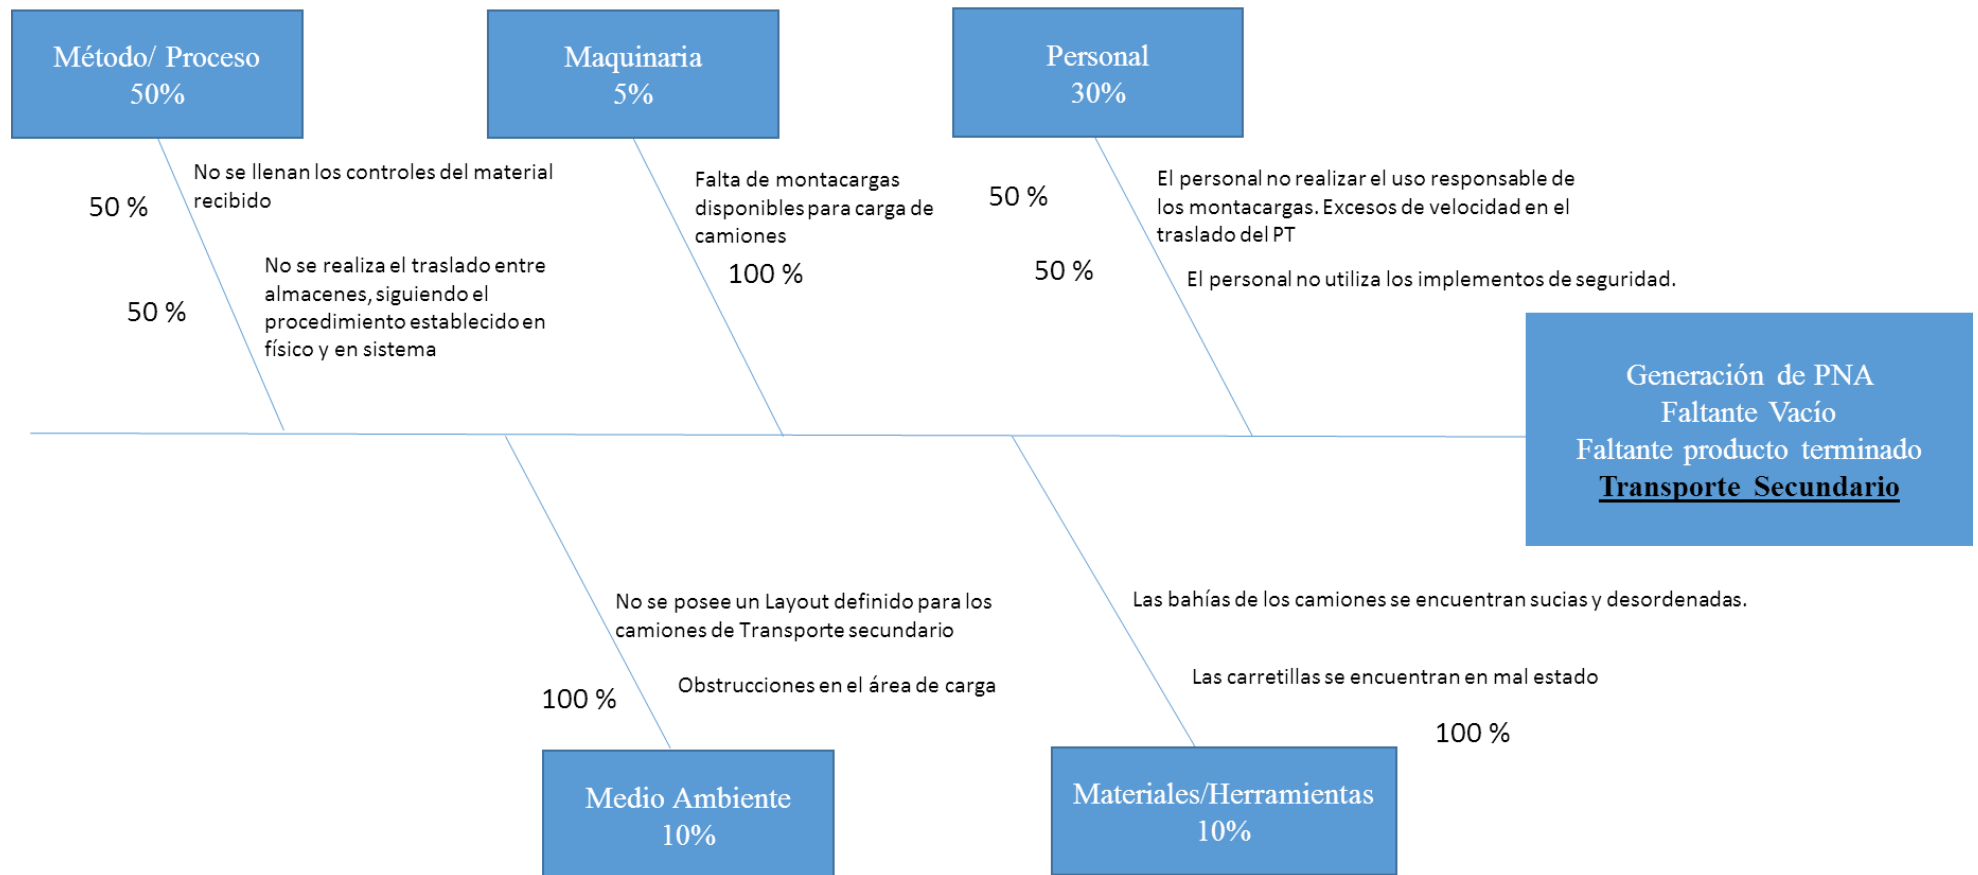 Método/ Proceso
50%
Maquinaria
5%
Personal
30%
No se llenan los controles del material
recibido
50 %
No se realiza el traslado entre
almacenes, siguiendo el
procedimiento establecido en
físico y en sistema
50 %
Falta de montacargas
disponibles para carga de
camiones
100 %
50 %
El personal no realizar el uso responsable de
los montacargas. Excesos de velocidad en el
traslado del PT
50 %
El personal no utiliza los implementos de seguridad.
Generación de PNA
Faltante Vacío
Faltante producto terminado
Transporte Secundario
No se posee un Layout definido para los
camiones de Transporte secundario
Obstrucciones en el área de carga
100 %
Las bahías de los camiones se encuentran sucias y desordenadas.
Las carretillas se encuentran en mal estado
100 %
Medio Ambiente
10%
Materiales/Herramientas
10%